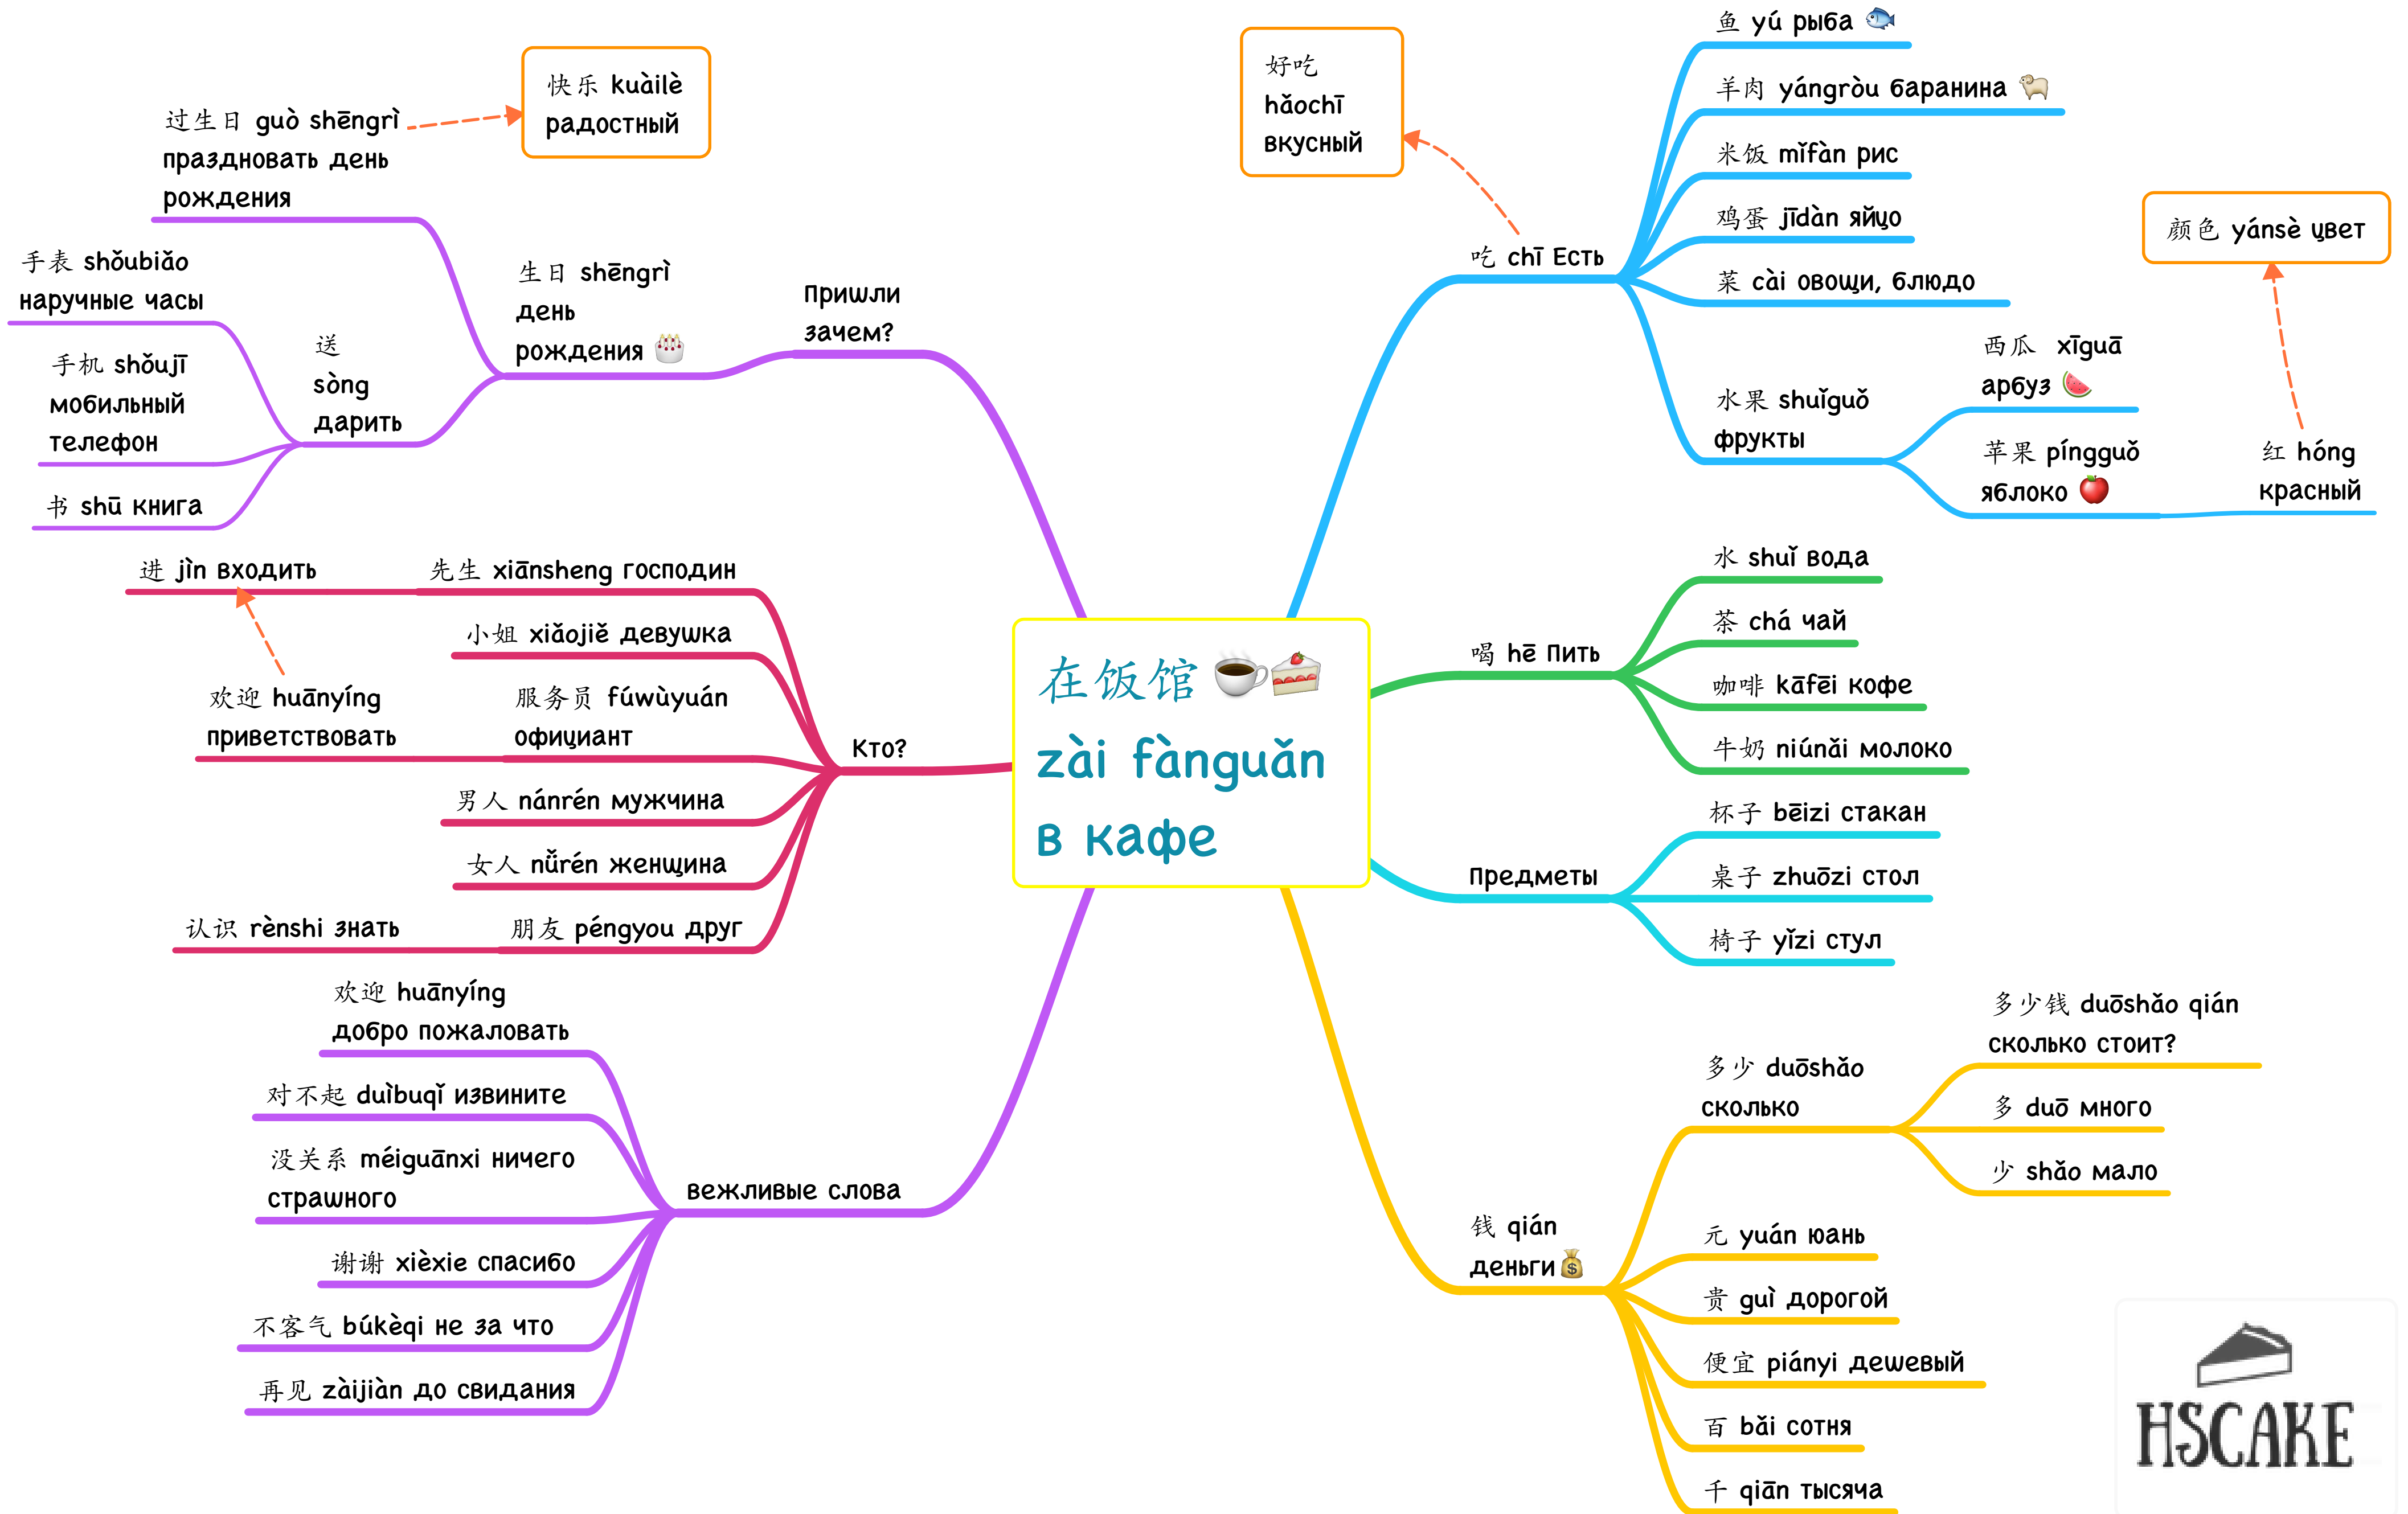 在饭馆
zài fànguǎn
в кафе
Пришли
зачем?
生日 shēngrì
день
рождения
过生日 guò shēngrì
праздновать день
рождения
快乐 kuàilè
радостный
送
sòng
дарить
手表 shǒubiǎo
наручные часы
手机 shǒujī
мобильный
телефон
书 shū книга
Кто?
先生 xiānsheng господин
进 jìn входить
小姐 xiǎojiě девушка
服务员 fúwùyuán
официант
欢迎 huānyíng
приветствовать
男人 nánrén мужчина
女人 nǚrén женщина
朋友 péngyou друг
认识 rènshi знать
вежливые слова
欢迎 huānyíng
добро пожаловать
对不起 duìbuqǐ извините
没关系 méiguānxi ничего
страшного
谢谢 xièxie спасибо
不客气 búkèqi не за что
再见 zàijiàn до свидания
吃 chī Есть
好吃
hǎochī
вкусный
鱼 yú рыба
羊肉 yángròu баранина
米饭 mǐfàn рис
鸡蛋 jīdàn яйцо
菜 cài овощи, блюдо
水果 shuǐguǒ
фрукты
西瓜 xīguā
арбуз
苹果 píngguǒ
яблоко
红 hóng
красный
颜色 yánsè цвет
喝 hē Пить
水 shuǐ вода
茶 chá чай
咖啡 kāfēi кофе
牛奶 niúnǎi молоко
Предметы
杯子 bēizi стакан
桌子 zhuōzi стол
椅子 yǐzi стул
钱 qián
деньги
多少 duōshǎo
сколько
多少钱 duōshǎo qián
сколько стоит?
多 duō много
少 shǎo мало
元 yuán юань
贵 guì дорогой
便宜 piányi дешевый
百 bǎi сотня
千 qiān тысяча
HSCAKE